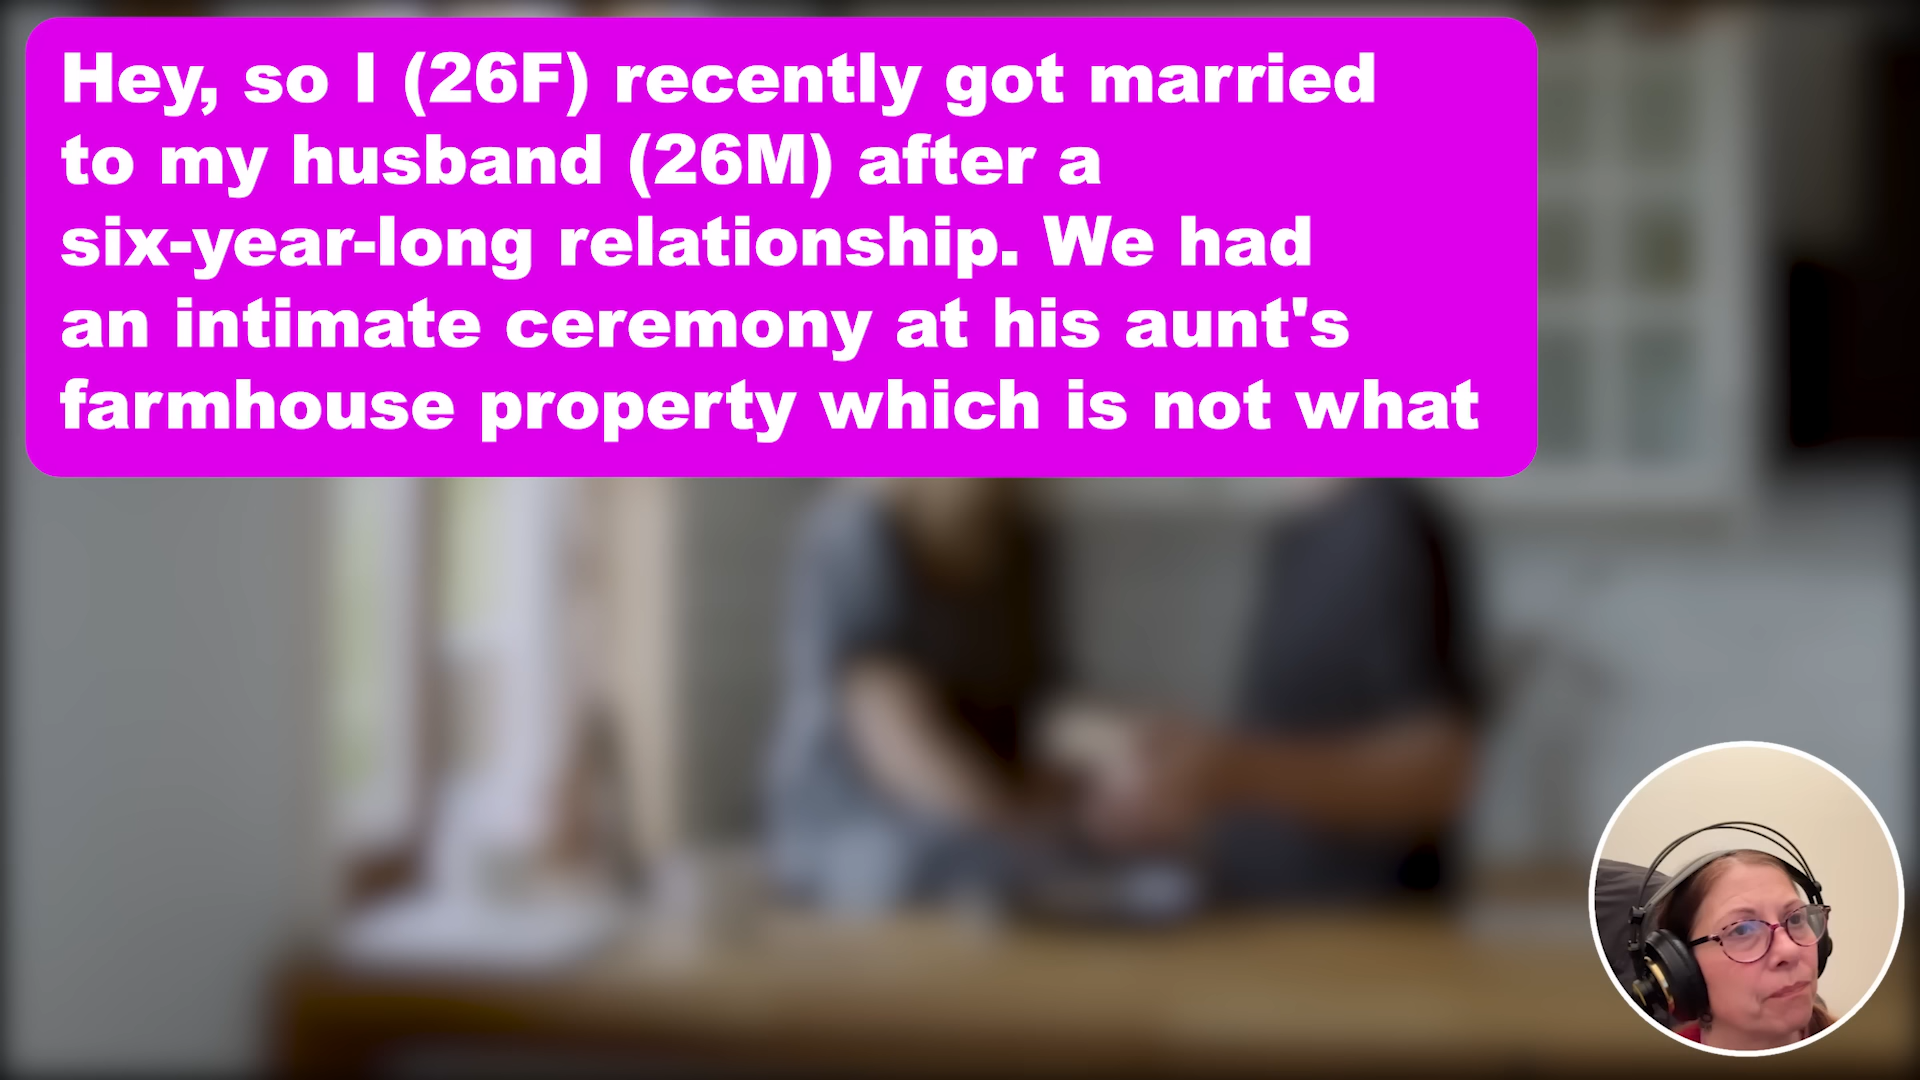 Hey, so I (26F) recently got married
to my husband (26M) after a
six-year-long relationship. We had
an intimate ceremony at his aunt's
farmhouse property which is not what